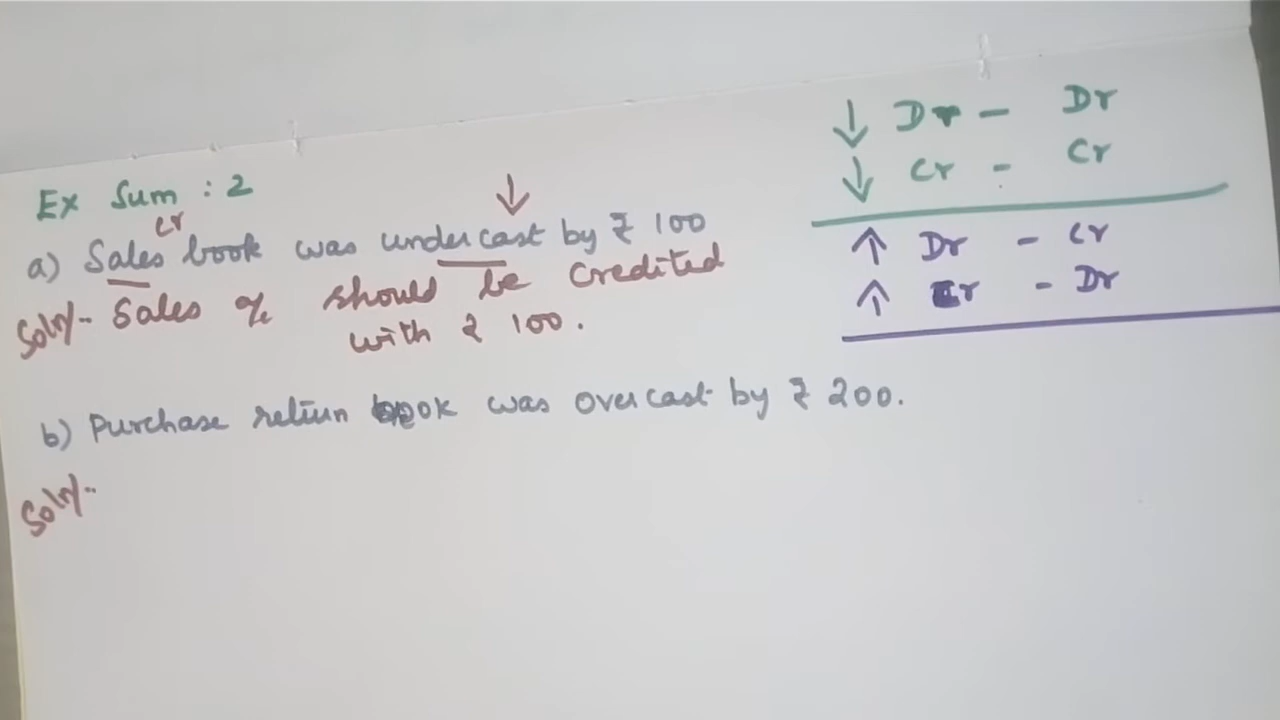 Ex Sum : 2
cr
a) Sales book was undercast by ₹ 100
Soln/- Sales a/c should be credited
with ₹ 100.
b) Purchase return book was overcast by ₹ 200.
Soln/-
↓ Dr - Dr
↓ Cr - Cr
↑ Dr - Cr
↑ Cr - Dr